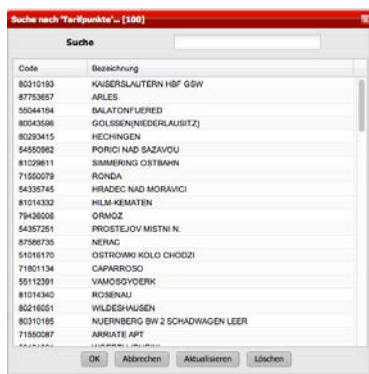 Suche nach 'Tarifpunkte'... [100]
Suche
Code Bezeichnung
80310193 KAISERSLAUTERN HBF GSW
87753657 ARLES
55044164 BALATONFUERED
80043596 GOLSSEN(NIEDERLAUSITZ)
80293415 HECHINGEN
54550962 PORICI NAD SAZAVOU
81029811 SIMMERING OSTBAHN
71550079 RONDA
54335745 HRADEC NAD MORAVICI
81014332 HILM-KEMATEN
79436006 ORMOZ
54357251 PROSTEJOV MISTNI N.
87586735 NERAC
51016170 OSTROWKI KOLO CHODZI
71801134 CAPARROSO
55112391 VAMOSGYOERK
81014340 ROSENAU
80216051 WILDESHAUSEN
80310185 NUERNBERG BW 2 SCHADWAGEN LEER
71550087 ARRIATE APT
OK Abbrechen Aktualisieren Löschen